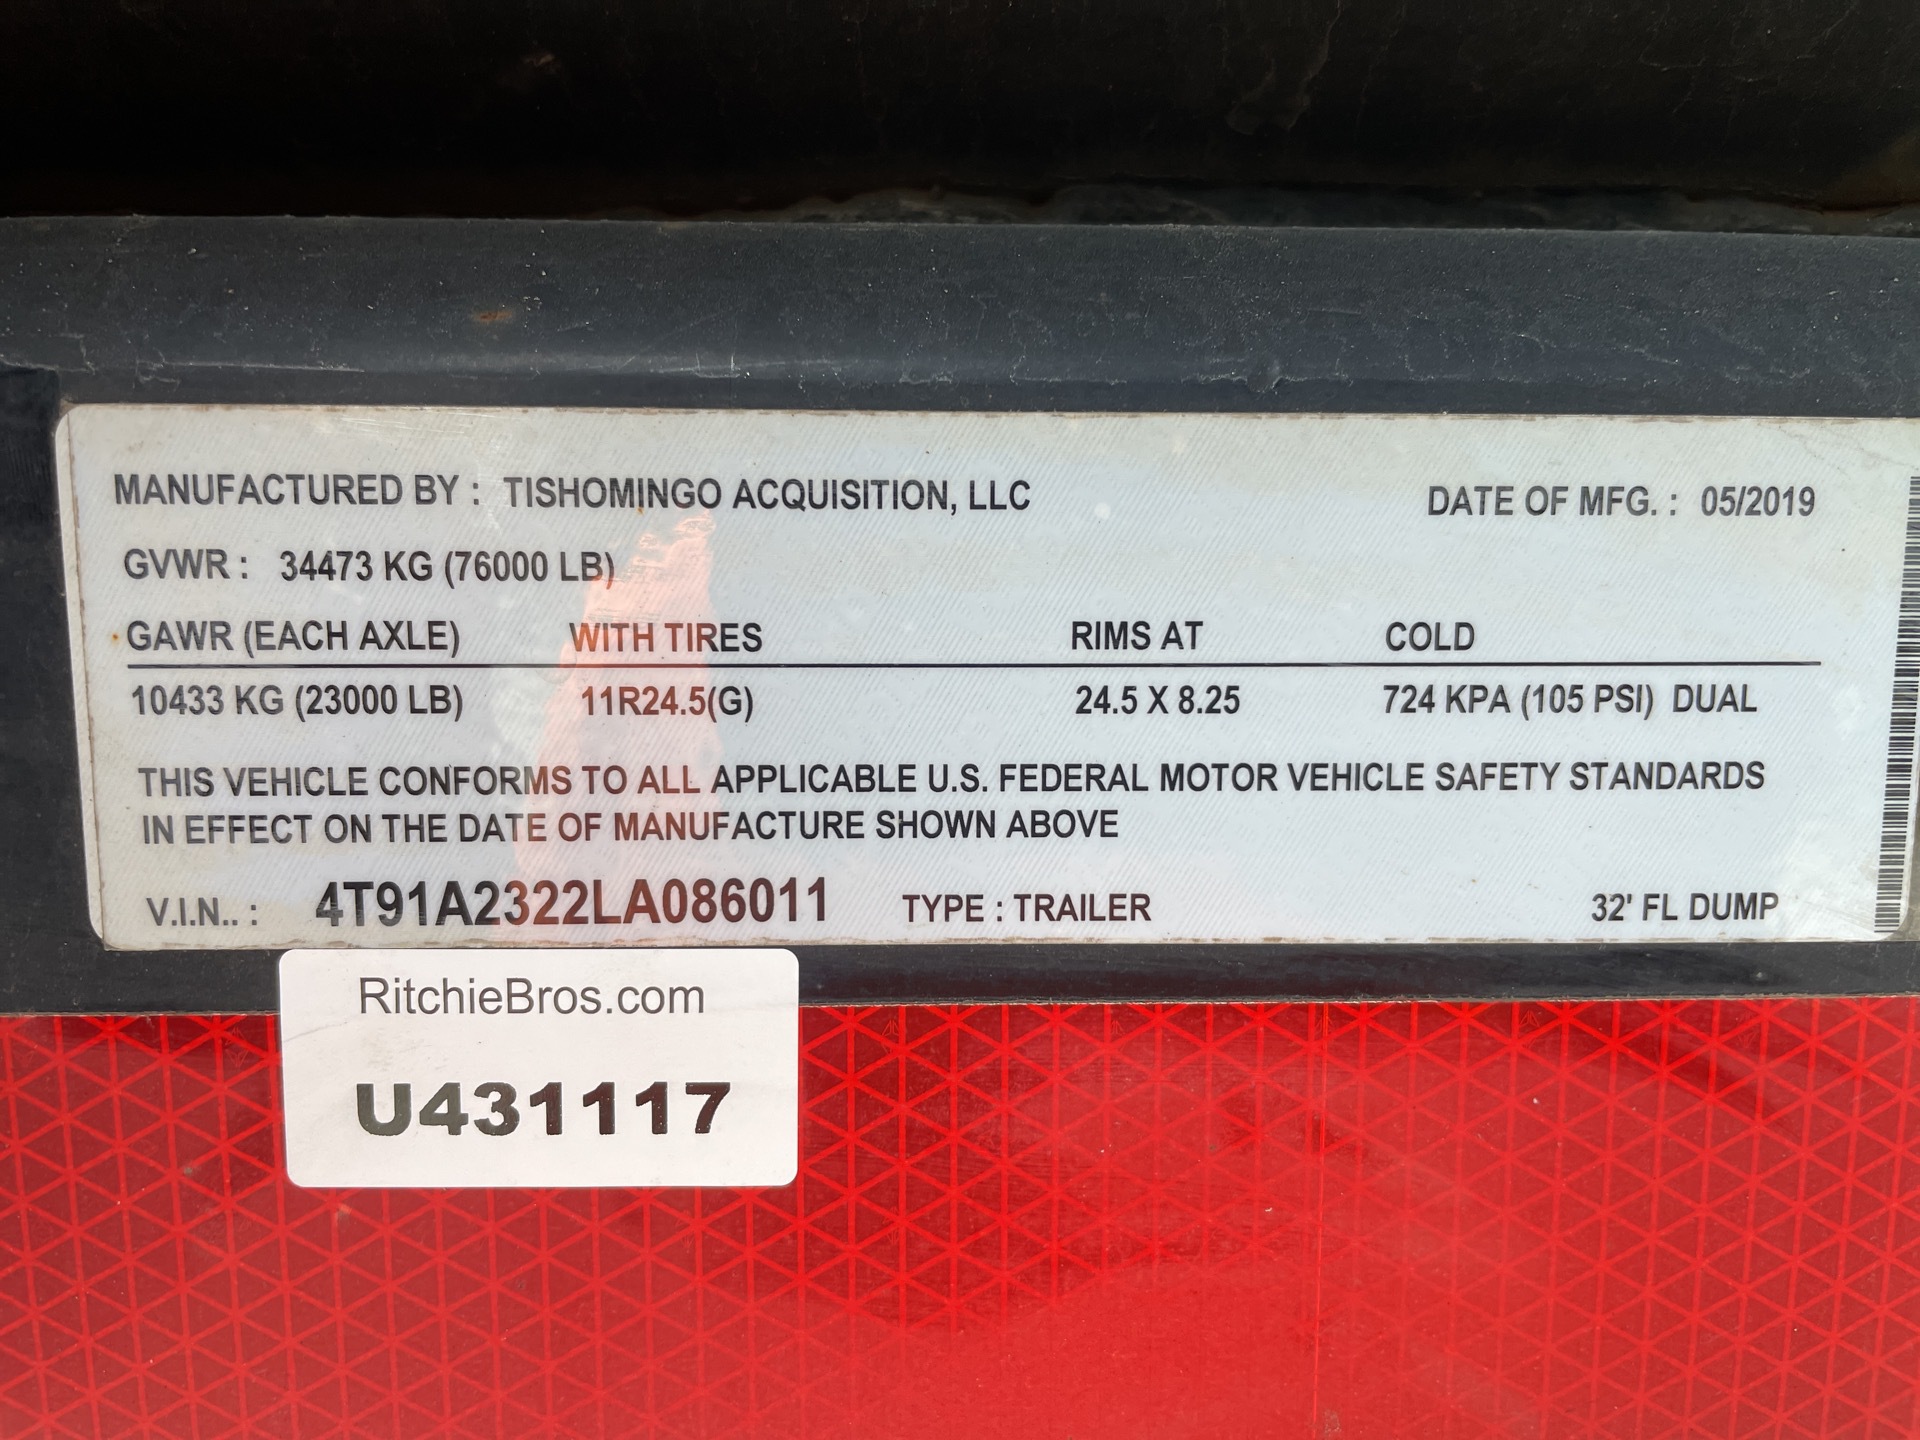 MANUFACTURED BY : TISHOMINGO ACQUISITION, LLC DATE OF MFG. : 05/2019
GVWR : 34473 KG (76000 LB)
GAWR (EACH AXLE) WITH TIRES RIMS AT COLD
10433 KG (23000 LB) 11R24.5(G) 24.5 X 8.25 724 KPA (105 PSI) DUAL
THIS VEHICLE CONFORMS TO ALL APPLICABLE U.S. FEDERAL MOTOR VEHICLE SAFETY STANDARDS
IN EFFECT ON THE DATE OF MANUFACTURE SHOWN ABOVE
V.I.N.. : 4T91A2322LA086011 TYPE : TRAILER 32' FL DUMP
RitchieBros.com
U431117